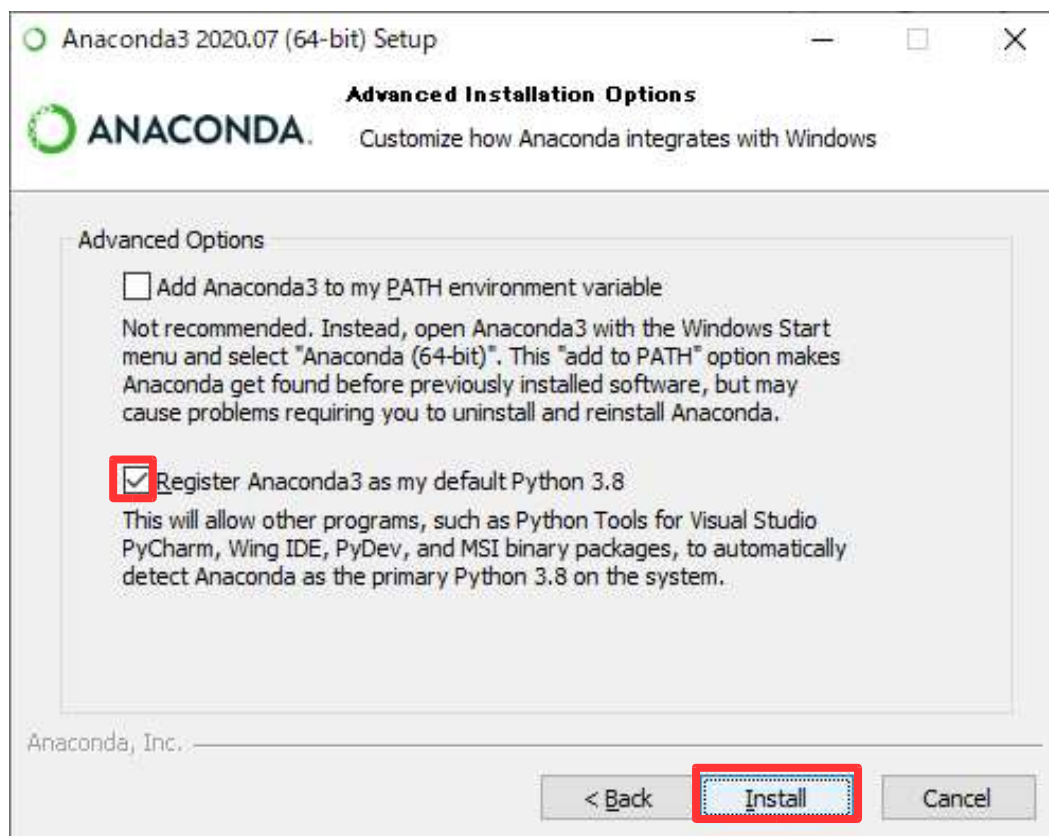 Anaconda3 2020.07 (64-bit) Setup
ANACONDA.
Advanced Installation Options
Customize how Anaconda integrates with Windows
Advanced Options
Add Anaconda3 to my PATH environment variable
Not recommended. Instead, open Anaconda3 with the Windows Start
menu and select "Anaconda (64-bit)". This "add to PATH" option makes
Anaconda get found before previously installed software, but may
cause problems requiring you to uninstall and reinstall Anaconda.
Register Anaconda3 as my default Python 3.8
This will allow other programs, such as Python Tools for Visual Studio
PyCharm, Wing IDE, PyDev, and MSI binary packages, to automatically
detect Anaconda as the primary Python 3.8 on the system.
Anaconda, Inc.
< Back Install Cancel